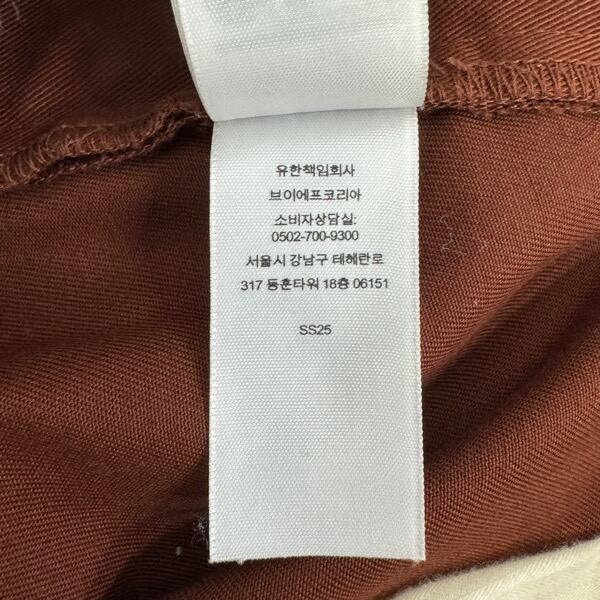 유한책임회사
브이에프코리아
소비자상담실:
0502-700-9300
서울시 강남구 테헤란로
317 동훈타워 18층 06151
SS25